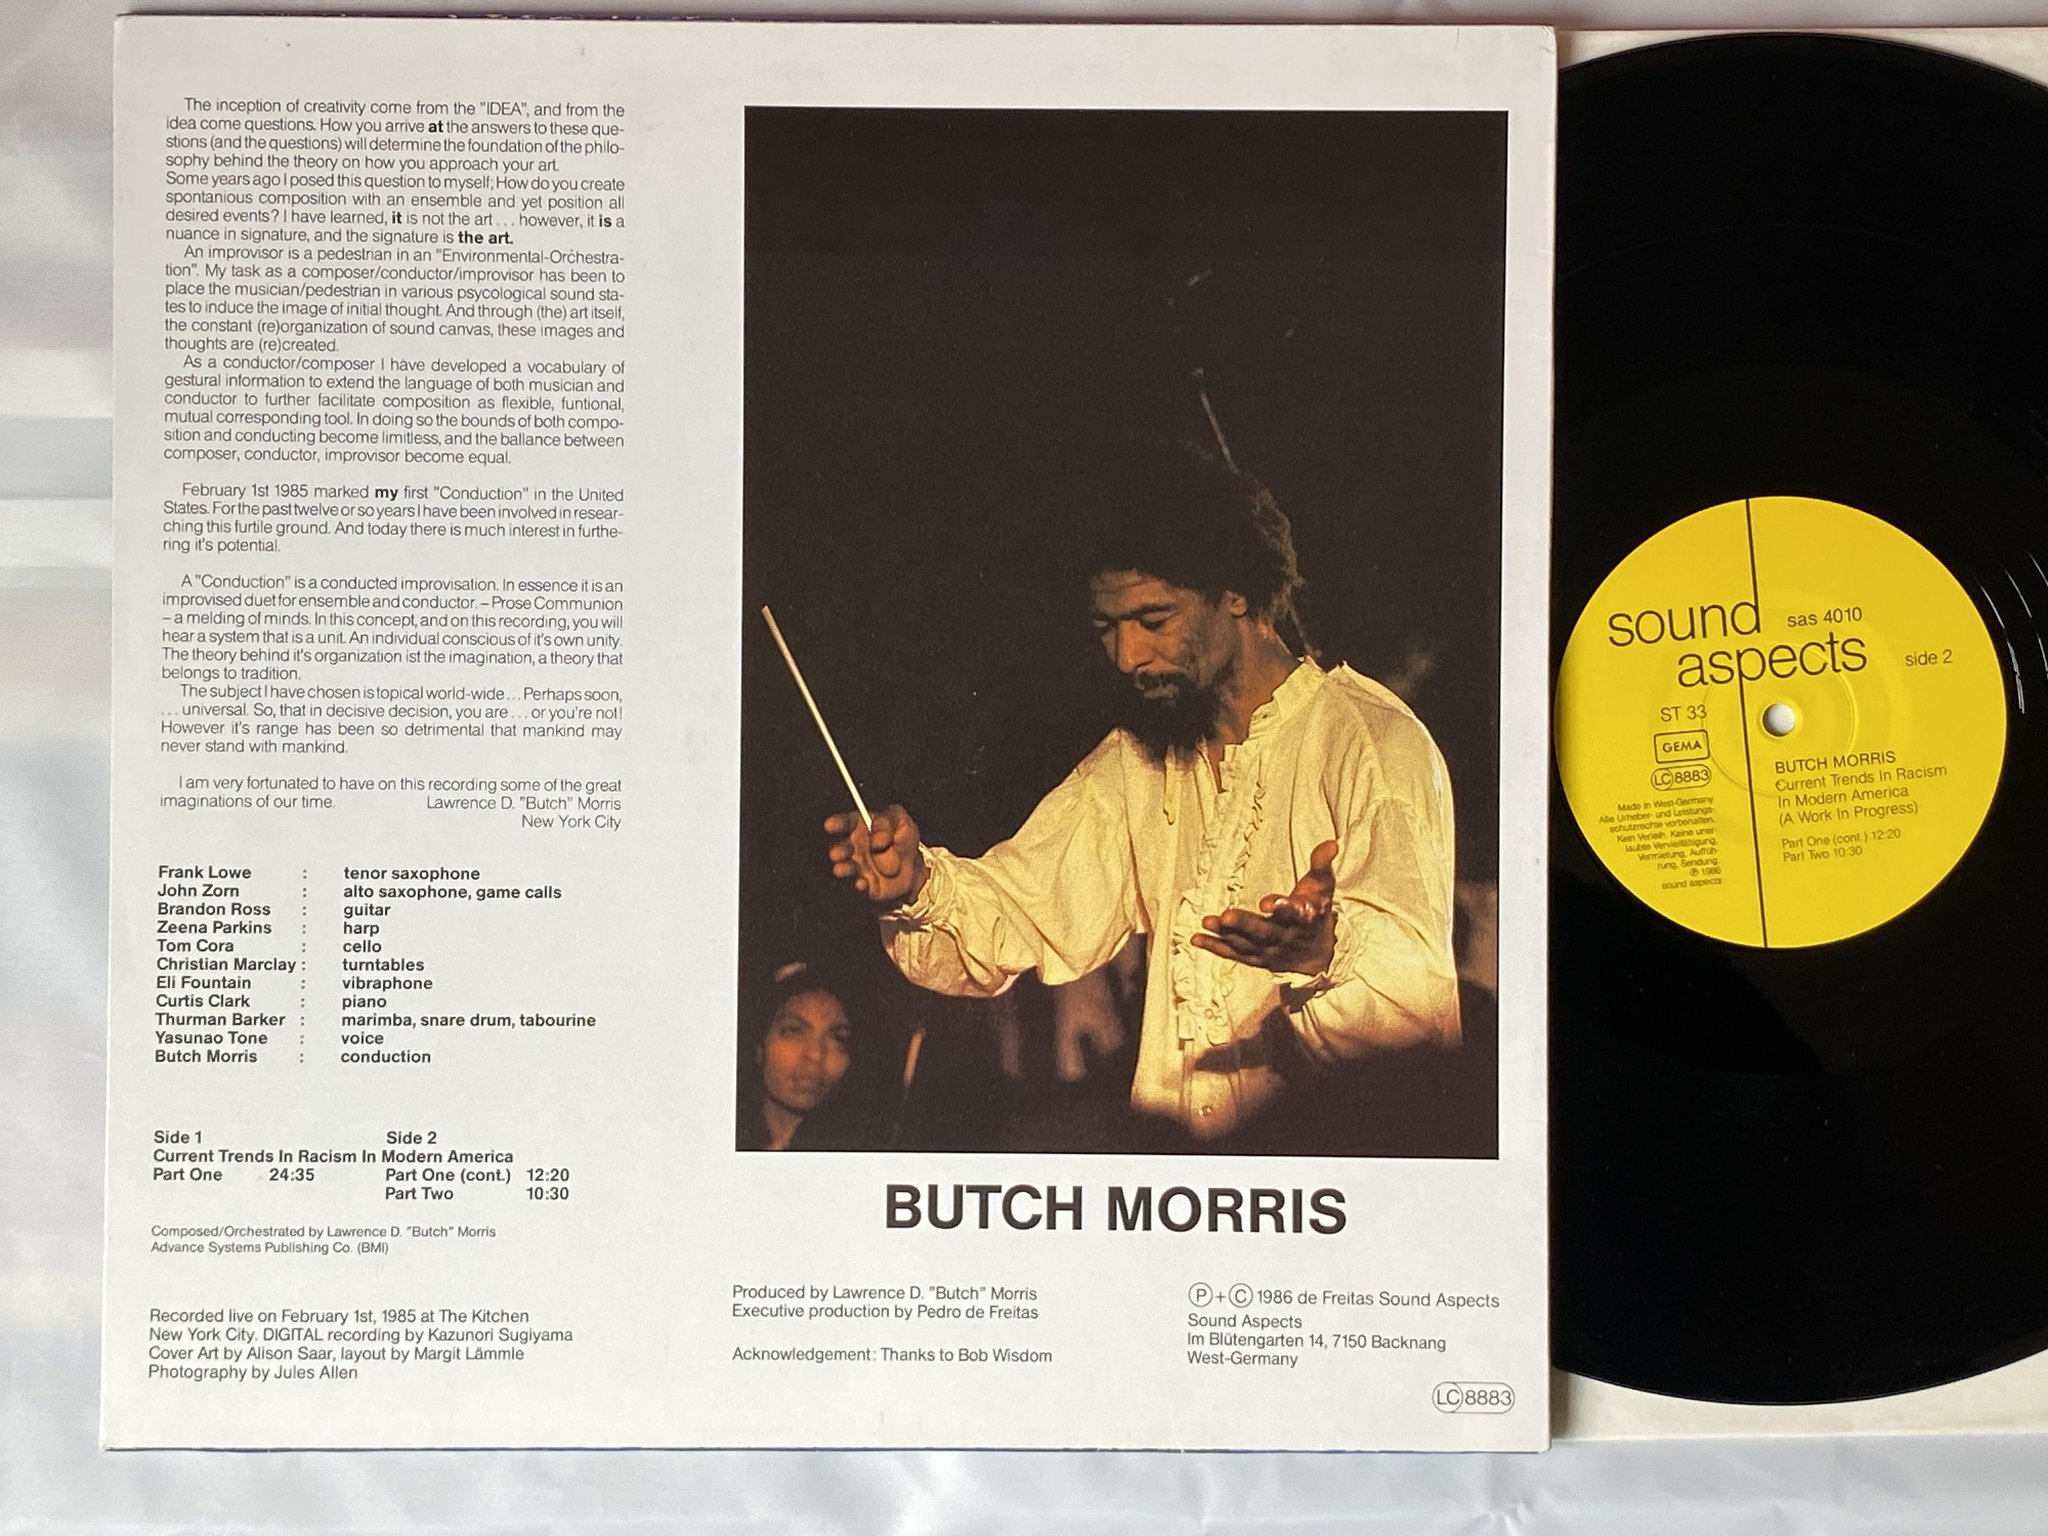 The inception of creativity come from the "IDEA", and from the
idea come questions. How you arrive at the answers to these que-
stions (and the questions) will determine the foundation of the philo-
sophy behind the theory on how you approach your art.
Some years ago I posed this question to myself; How do you create
spontanious composition with an ensemble and yet position all
desired events? I have learned, it is not the art ... however, it is a
nuance in signature, and the signature is the art.
An improvisor is a pedestrian in an "Environmental-Orchestra-
tion". My task as a composer/conductor/improvisor has been to
place the musician/pedestrian in various psycological sound sta-
tes to induce the image of initial thought. And through (the) art itself,
the constant (re)organization of sound canvas, these images and
thoughts are (re)created.
As a conductor/composer I have developed a vocabulary of
gestural information to extend the language of both musician and
conductor to further facilitate composition as flexible, funtional,
mutual corresponding tool. In doing so the bounds of both compo-
sition and conducting become limitless, and the ballance between
composer, conductor, improvisor become equal.
February 1st 1985 marked my first "Conduction" in the United
States. For the past twelve or so years I have been involved in resear-
ching this furtile ground. And today there is much interest in furthe-
ring it's potential.
A "Conduction" is a conducted improvisation. In essence it is an
improvised duet for ensemble and conductor. – Prose Communion
– a melding of minds. In this concept, and on this recording, you will
hear a system that is a unit. An individual conscious of it's own unity.
The theory behind it's organization ist the imagination, a theory that
belongs to tradition.
The subject I have chosen is topical world-wide ... Perhaps soon,
... universal. So, that in decisive decision, you are ... or you're not!
However it's range has been so detrimental that mankind may
never stand with mankind.
I am very fortunated to have on this recording some of the great
imaginations of our time. Lawrence D. "Butch" Morris
New York City
Frank Lowe : tenor saxophone
John Zorn : alto saxophone, game calls
Brandon Ross : guitar
Zeena Parkins : harp
Tom Cora : cello
Christian Marclay : turntables
Eli Fountain : vibraphone
Curtis Clark : piano
Thurman Barker : marimba, snare drum, tabourine
Yasunao Tone : voice
Butch Morris : conduction
Side 1 Side 2
Current Trends In Racism In Modern America
Part One 24:35 Part One (cont.) 12:20
Part Two 10:30
Composed/Orchestrated by Lawrence D. "Butch" Morris
Advance Systems Publishing Co. (BMI)
Recorded live on February 1st, 1985 at The Kitchen
New York City. DIGITAL recording by Kazunori Sugiyama
Cover Art by Alison Saar, layout by Margit Lämmle
Photography by Jules Allen
BUTCH MORRIS
Produced by Lawrence D. "Butch" Morris
Executive production by Pedro de Freitas
Acknowledgement: Thanks to Bob Wisdom
Ⓟ+© 1986 de Freitas Sound Aspects
Sound Aspects
Im Blütengarten 14, 7150 Backnang
West-Germany
LC 8883
sound
aspects
sas 4010
side 2
ST 33
GEMA
LC 8883
Made in West-Germany
Alle Urheber- und Leistungs-
schutzrechte vorbehalten.
Kein Verleih. Keine uner-
laubte Vervielfältigung,
Vermietung, Auffüh-
rung, Sendung.
Ⓟ 1986
sound aspects
BUTCH MORRIS
Current Trends In Racism
In Modern America
(A Work In Progress)
Part One (cont.) 12:20
Part Two 10:30